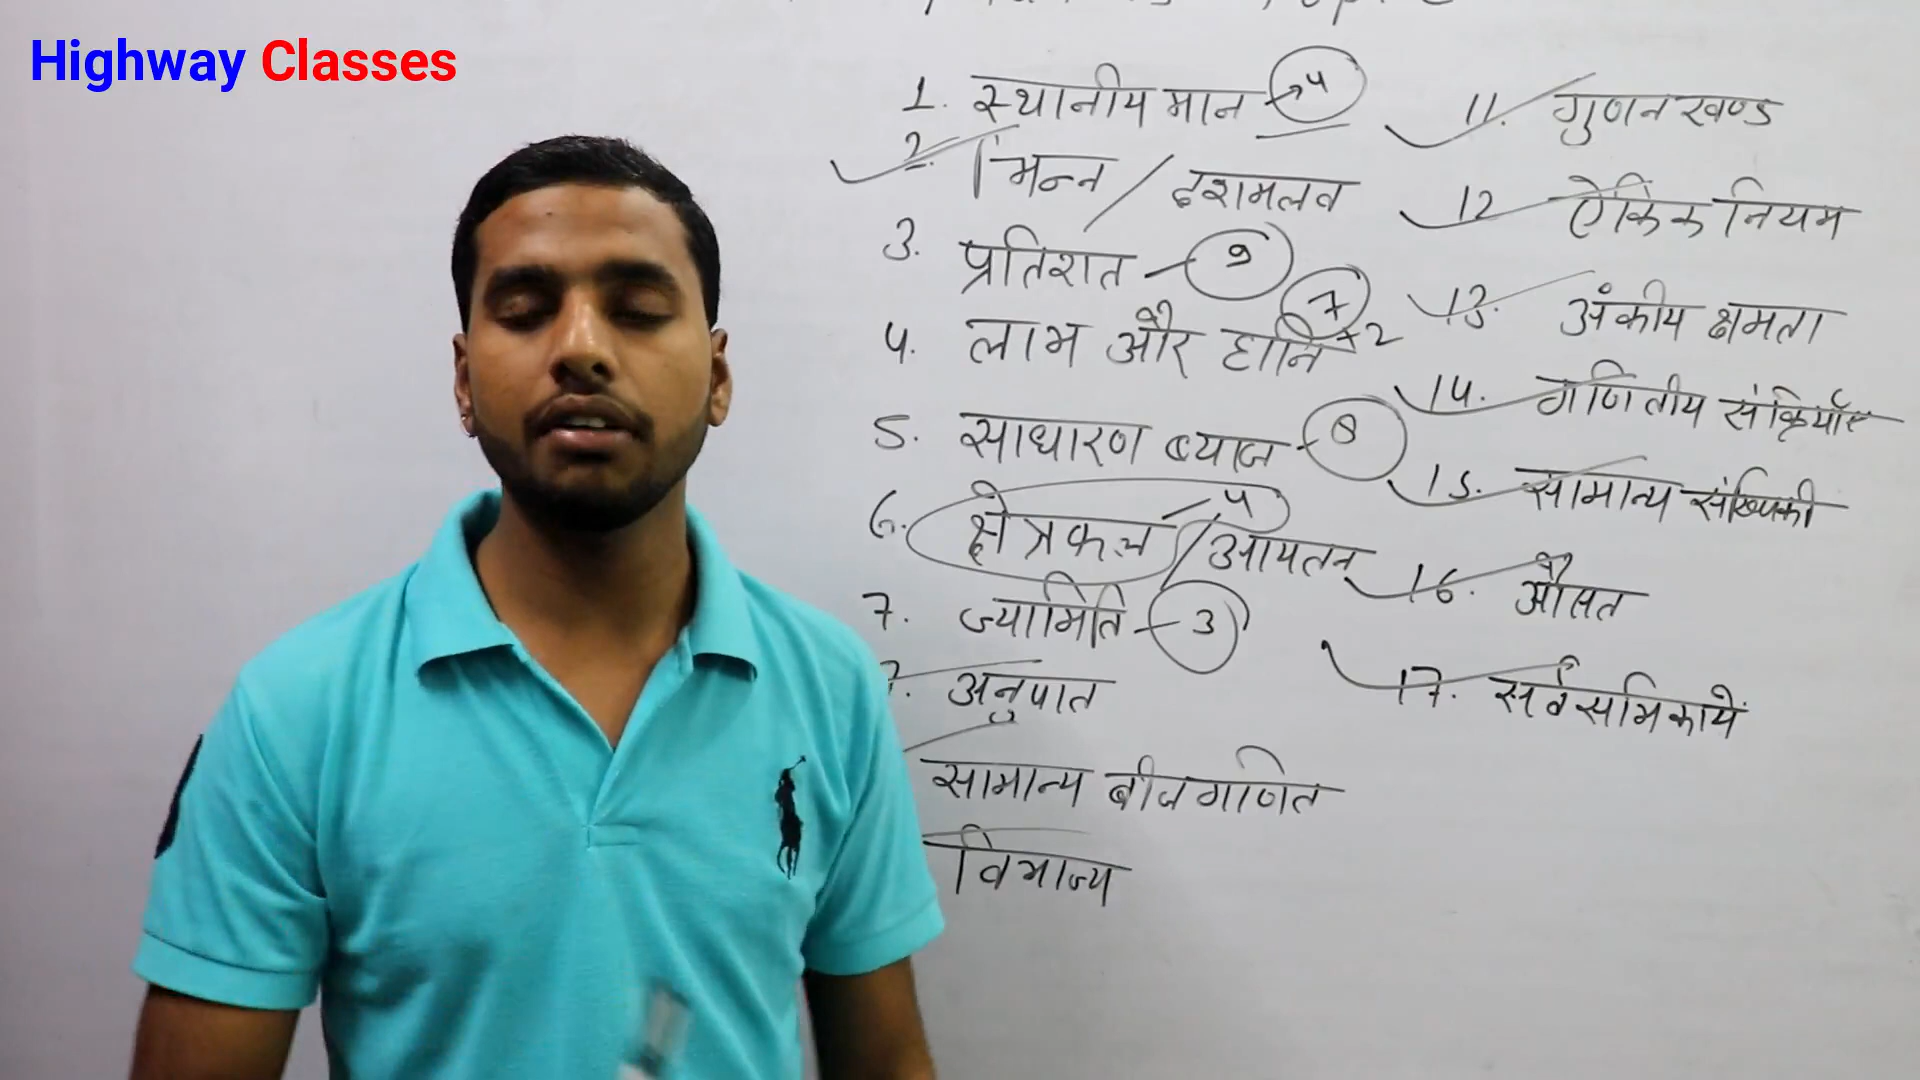 Highway Classes
1. स्थानीय मान → 4
2. भिन्न / दशमलव
3. प्रतिशत - 9
4. लाभ और हानि 7 × 2
5. साधारण ब्याज - 8
6. क्षेत्रफल / आयतन
7. ज्यामिति - 3
अनुपात
सामान्य बीजगणित
विभाज्य
11. गुणनखण्ड
12 ऐकिक नियम
13. अंकीय क्षमता
14. गणितीय संक्रियाएँ
15. सामान्य संख्यिकी
16. औसत
17. सर्वसमिकायें